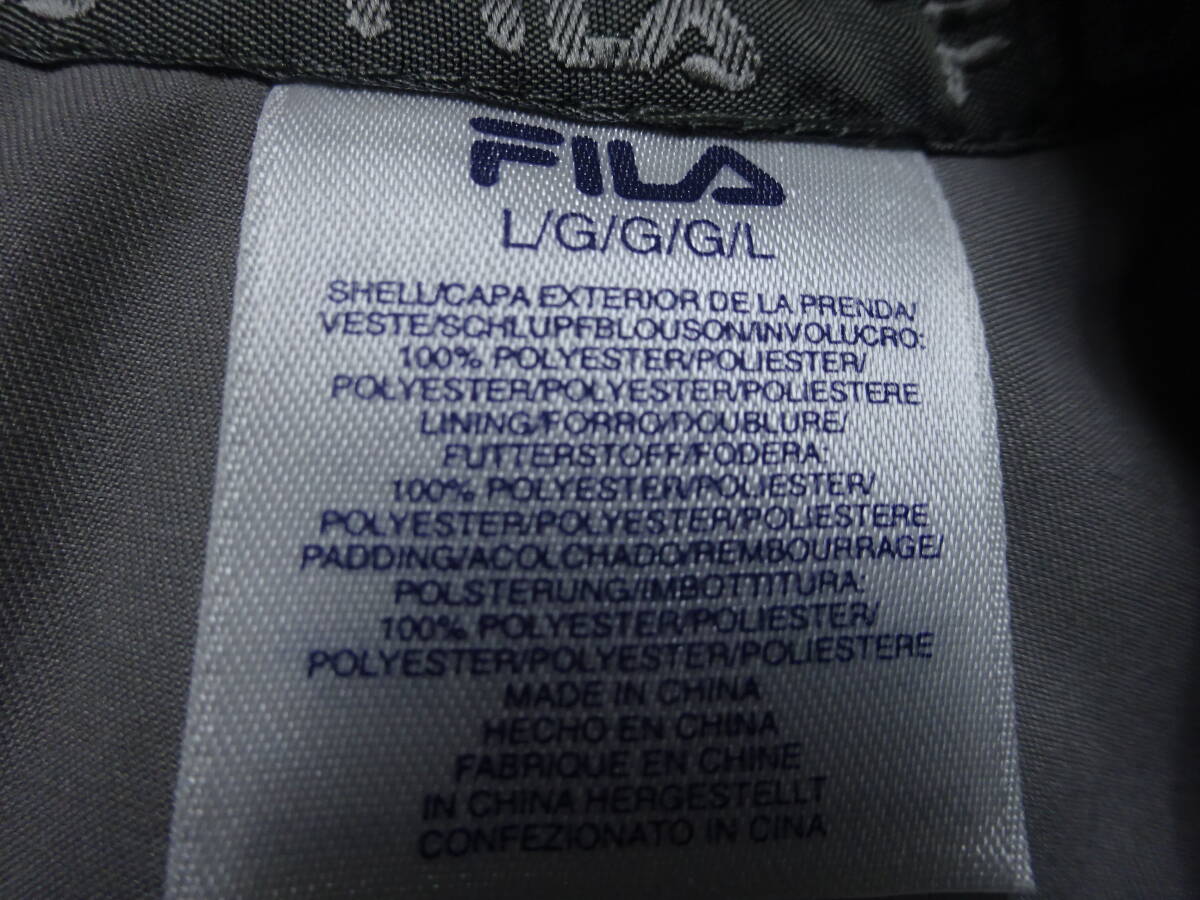 FILA
FILA
L/G/G/G/L
SHELL/CAPA EXTERIOR DE LA PRENDA/
VESTE/SCHLUPFBLOUSON/INVOLUCRO:
100% POLYESTER/POLIESTER/
POLYESTER/POLYESTER/POLIESTERE
LINING/FORRO/DOUBLURE/
FUTTERSTOFF/FODERA:
100% POLYESTER/POLIESTER/
POLYESTER/POLYESTER/POLIESTERE
PADDING/ACOLCHADO/REMBOURRAGE/
POLSTERUNG/IMBOTTITURA:
100% POLYESTER/POLIESTER/
POLYESTER/POLYESTER/POLIESTERE
MADE IN CHINA
HECHO EN CHINA
FABRIQUE EN CHINE
IN CHINA HERGESTELLT
CONFEZIONATO IN CINA